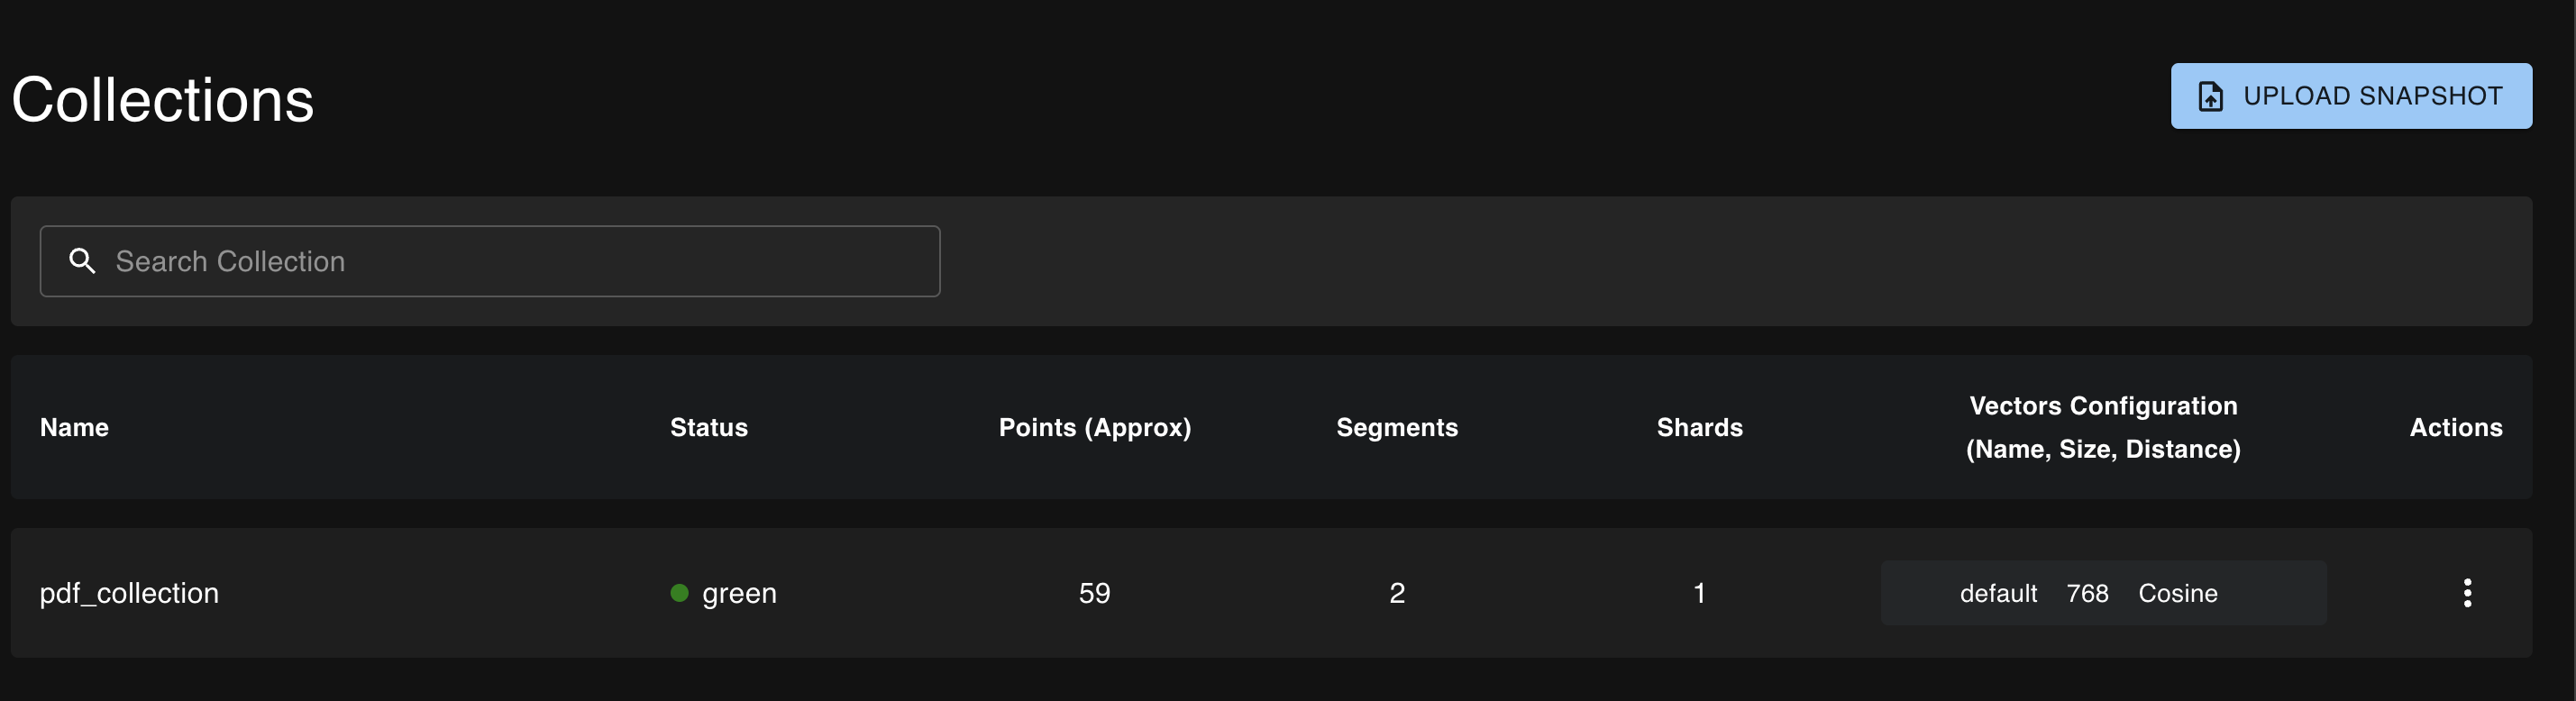 Collections
UPLOAD SNAPSHOT
Search Collection
Name Status Points (Approx) Segments Shards Vectors Configuration (Name, Size, Distance) Actions
pdf_collection green 59 2 1 default 768 Cosine